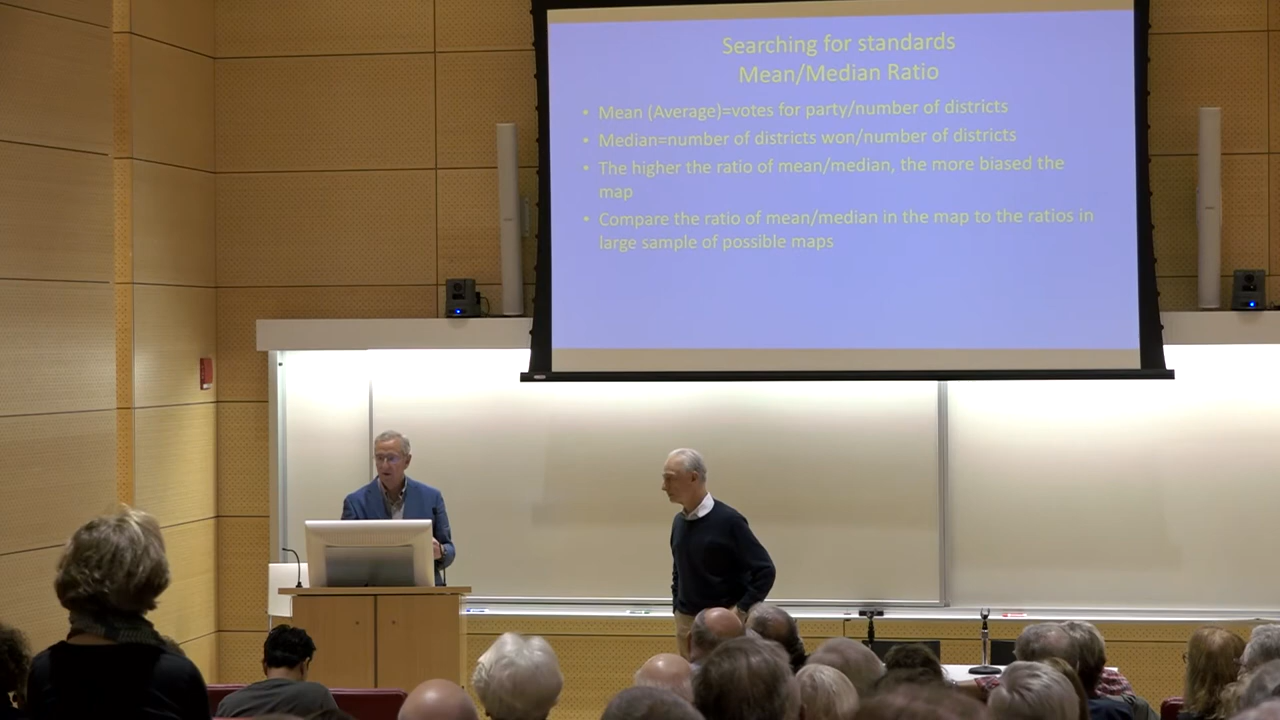 Searching for standards
Mean/Median Ratio
• Mean (Average)=votes for party/number of districts
• Median=number of districts won/number of districts
• The higher the ratio of mean/median, the more biased the
map
• Compare the ratio of mean/median in the map to the ratios in
large sample of possible maps